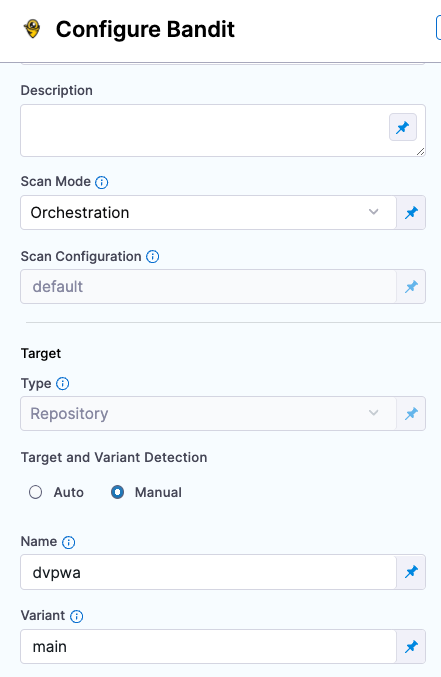 Configure Bandit
Description
Scan Mode
Orchestration
Scan Configuration
default
Target
Type
Repository
Target and Variant Detection
Auto Manual
Name
dvpwa
Variant
main